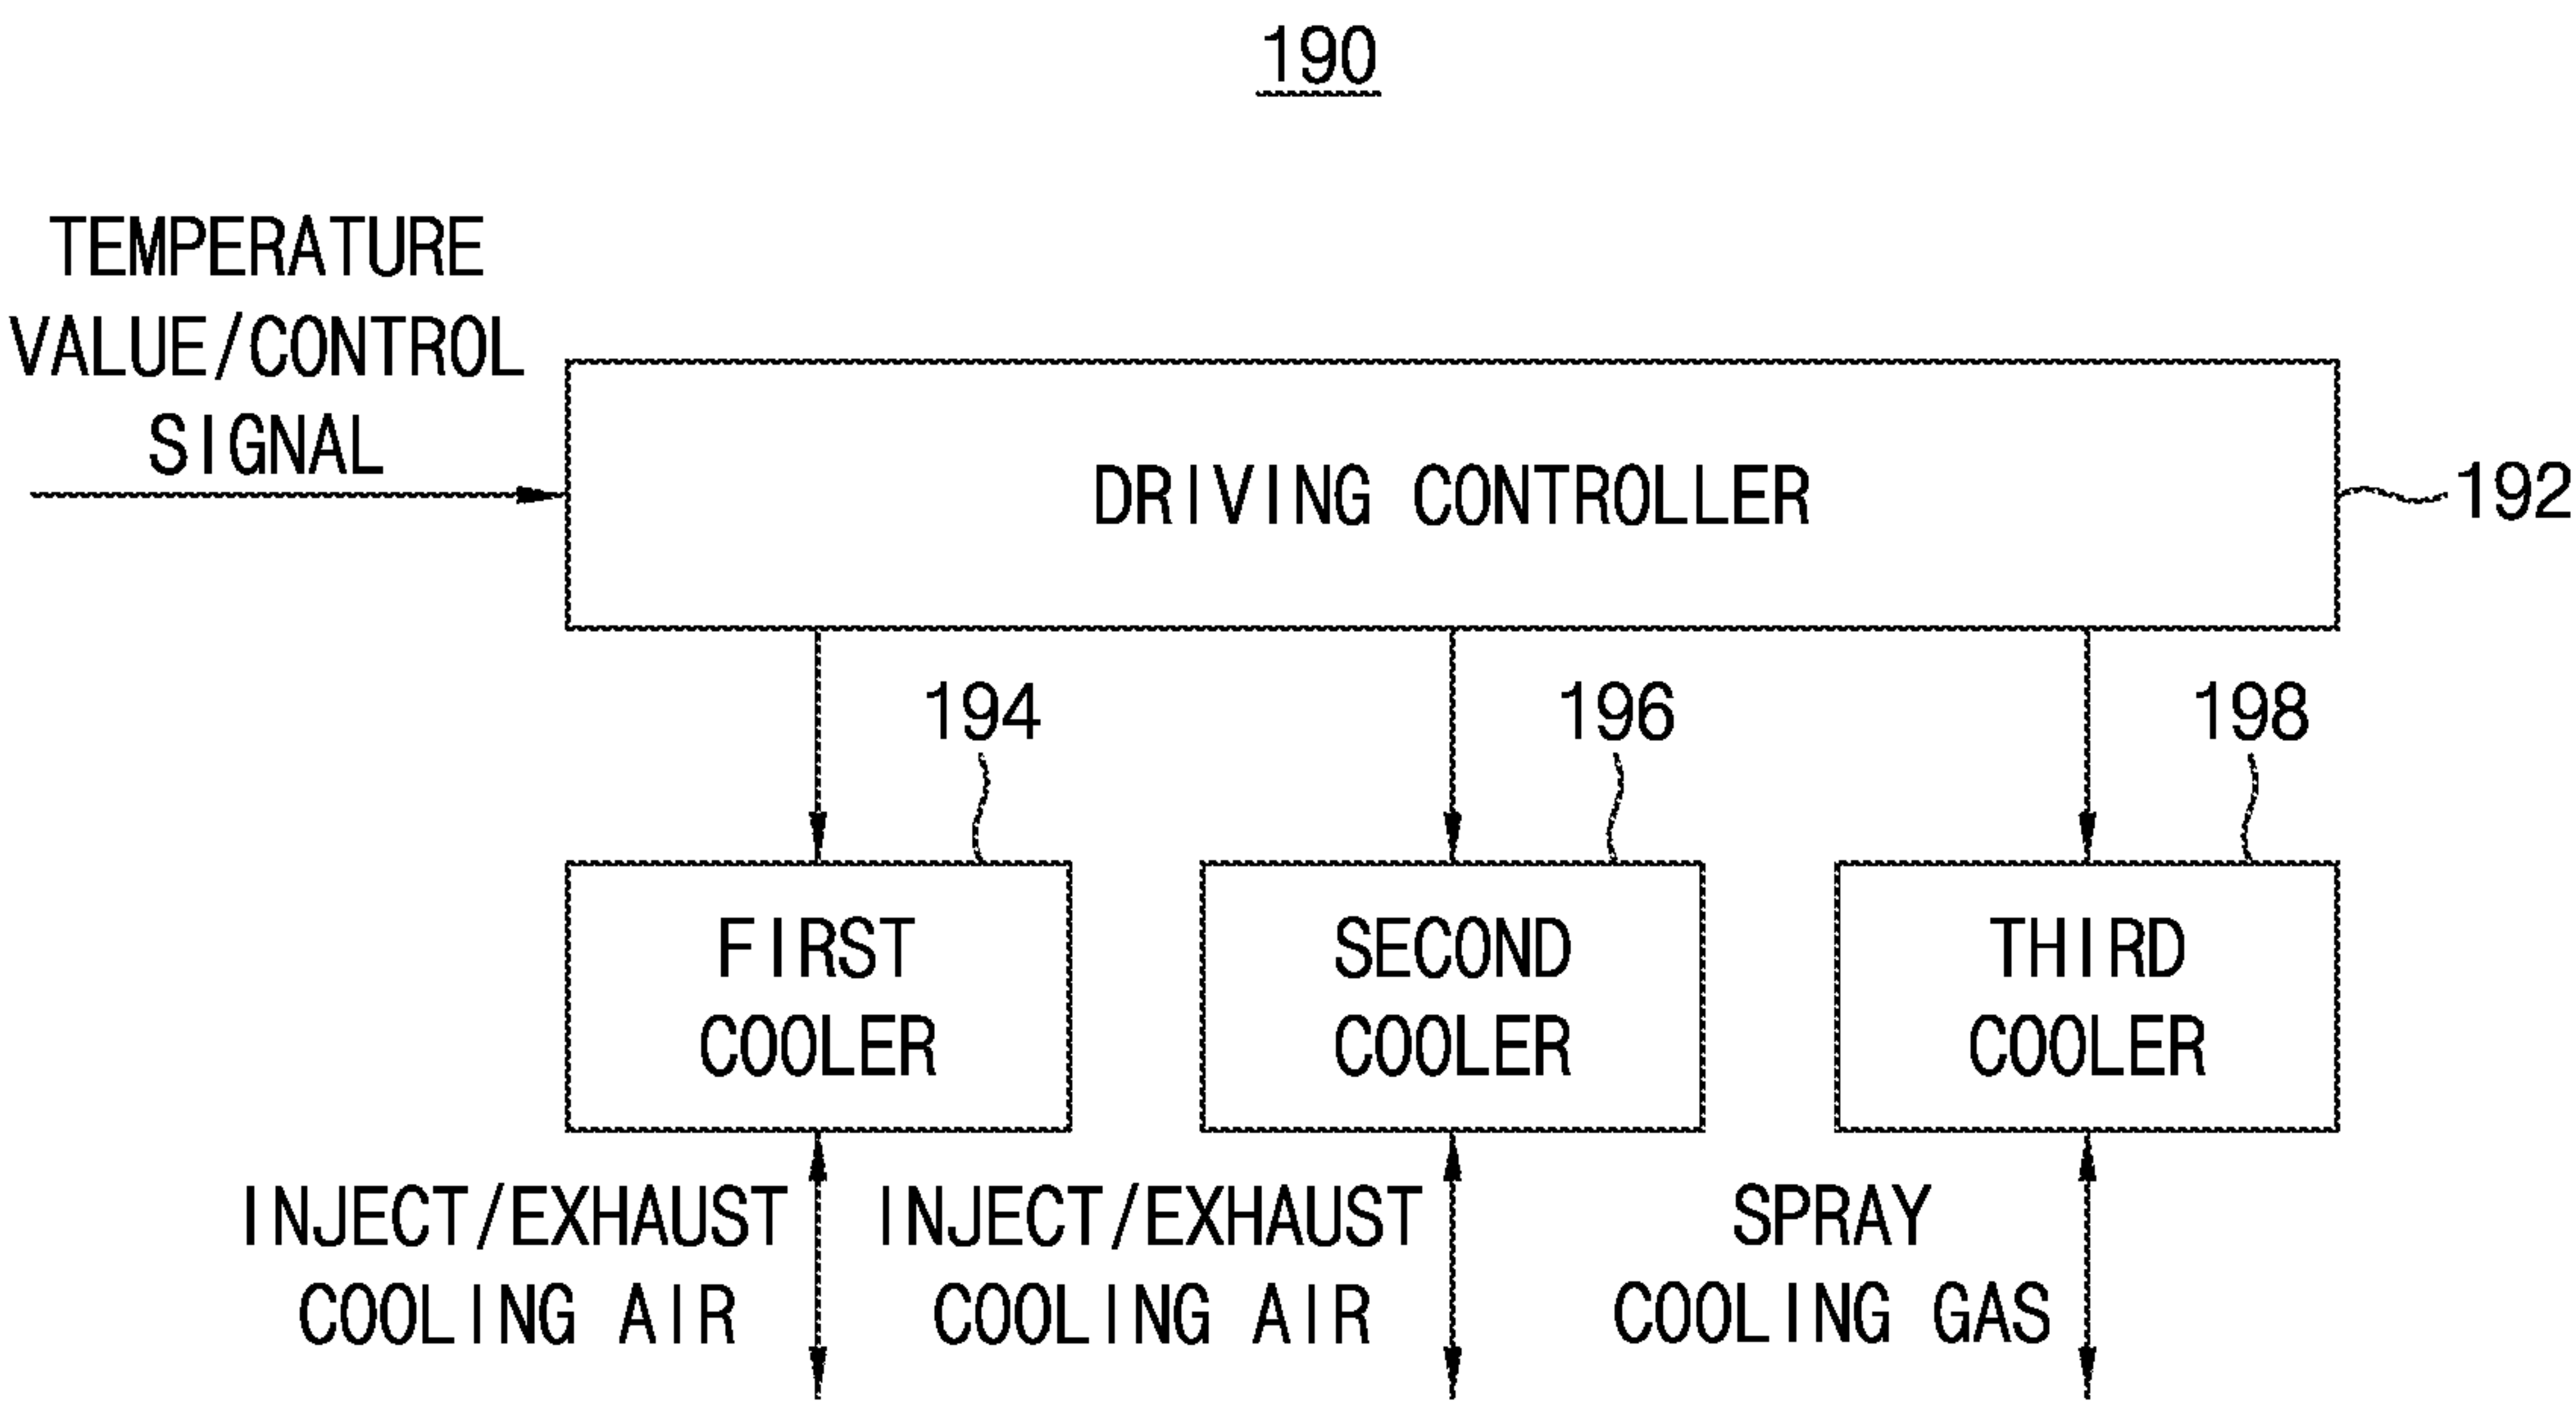 190
TEMPERATURE
VALUE/CONTROL
SIGNAL
DRIVING CONTROLLER
192
194
196
198
FIRST
COOLER
SECOND
COOLER
THIRD
COOLER
INJECT/EXHAUST
COOLING AIR
INJECT/EXHAUST
COOLING AIR
SPRAY
COOLING GAS